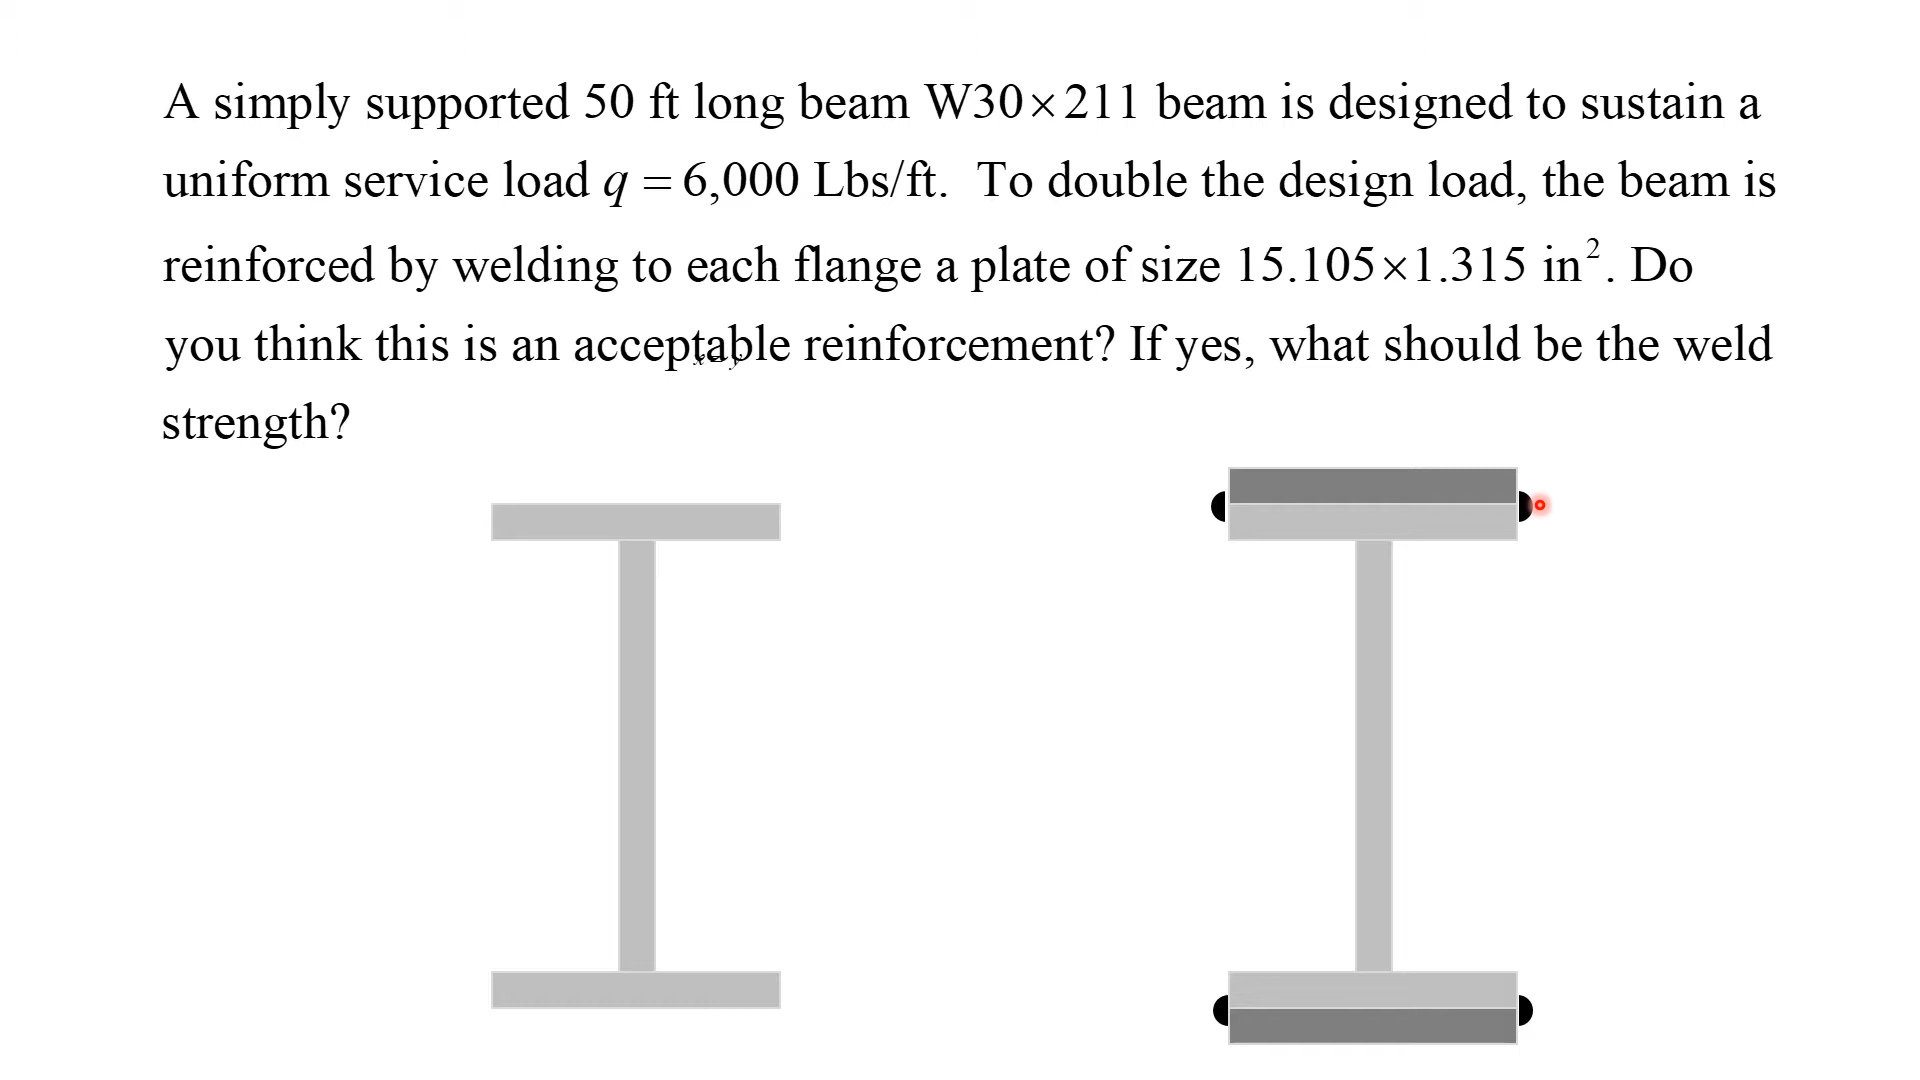 A simply supported 50 ft long beam W30×211 beam is designed to sustain a
uniform service load q = 6,000 Lbs/ft. To double the design load, the beam is
reinforced by welding to each flange a plate of size 15.105×1.315 in². Do
you think this is an acceptable reinforcement? If yes, what should be the weld
strength?